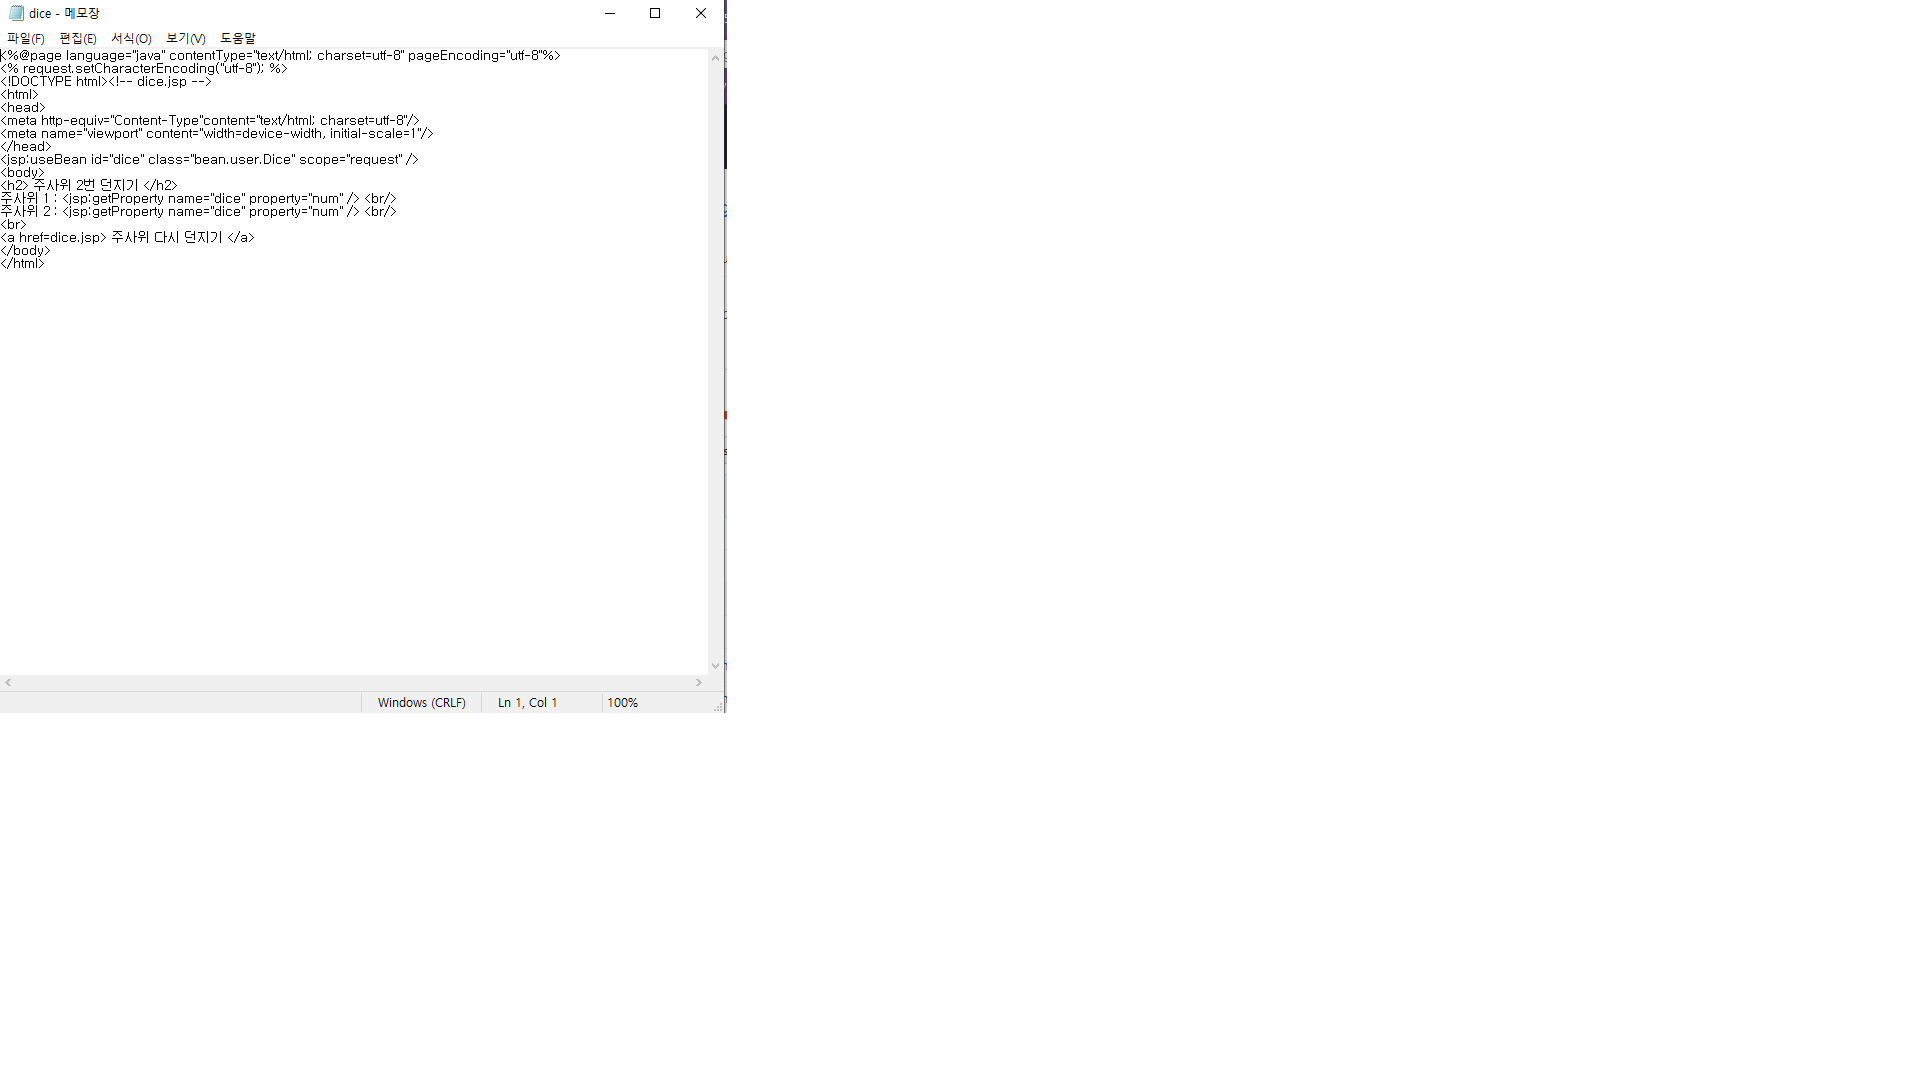 dice - 메모장
파일(F) 편집(E) 서식(O) 보기(V) 도움말
<%@page language="java" contentType="text/html; charset=utf-8" pageEncoding="utf-8"%>
<% request.setCharacterEncoding("utf-8"); %>
<!DOCTYPE html><!-- dice.jsp -->
<html>
<head>
<meta http-equiv="Content-Type"content="text/html; charset=utf-8"/>
<meta name="viewport" content="width=device-width, initial-scale=1"/>
</head>
<jsp:useBean id="dice" class="bean.user.Dice" scope="request" />
<body>
<h2> 주사위 2번 던지기 </h2>
주사위 1 : <jsp:getProperty name="dice" property="num" /> <br/>
주사위 2 : <jsp:getProperty name="dice" property="num" /> <br/>
<br>
<a href=dice.jsp> 주사위 다시 던지기 </a>
</body>
</html>
Windows (CRLF) Ln 1, Col 1 100%